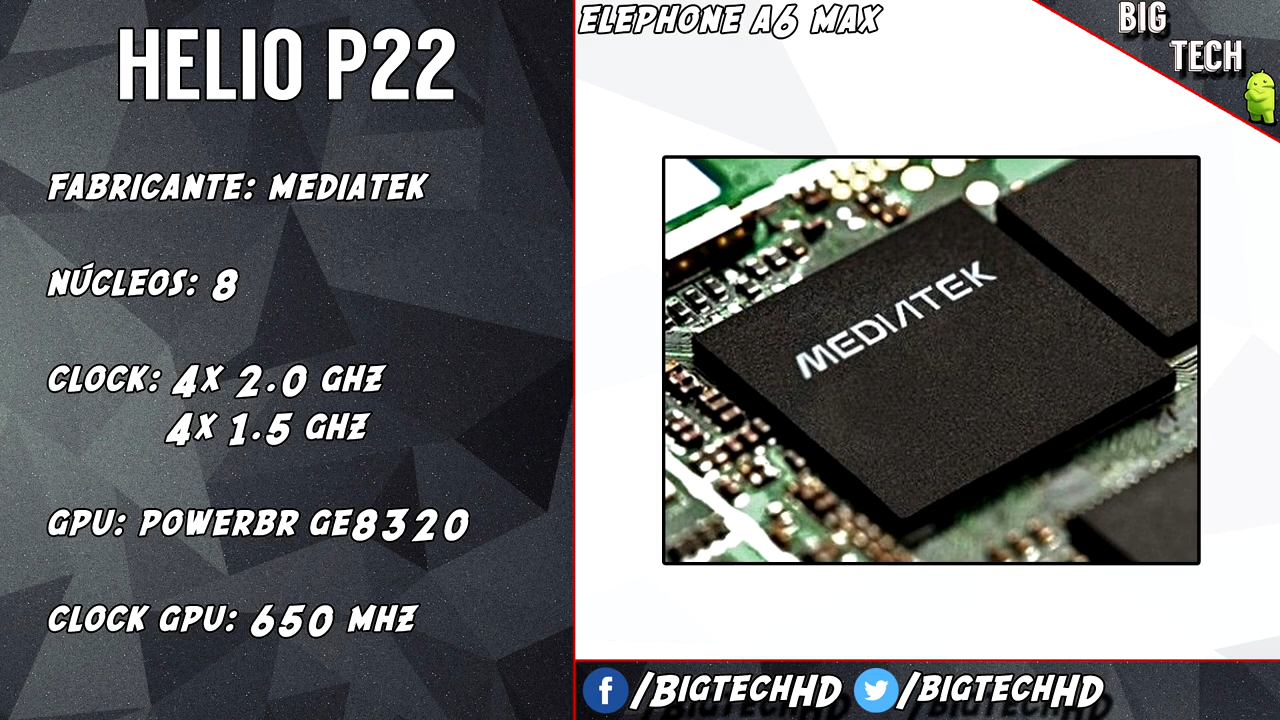 HELIO P22
FABRICANTE: MEDIATEK
NÚCLEOS: 8
CLOCK: 4X 2.0 GHZ
4X 1.5 GHZ
GPU: POWERBR GE8320
CLOCK GPU: 650 MHZ
ELEPHONE A6 MAX
BIG
TECH
MEDIATEK
f /BIGTECHHD /BIGTECHHD